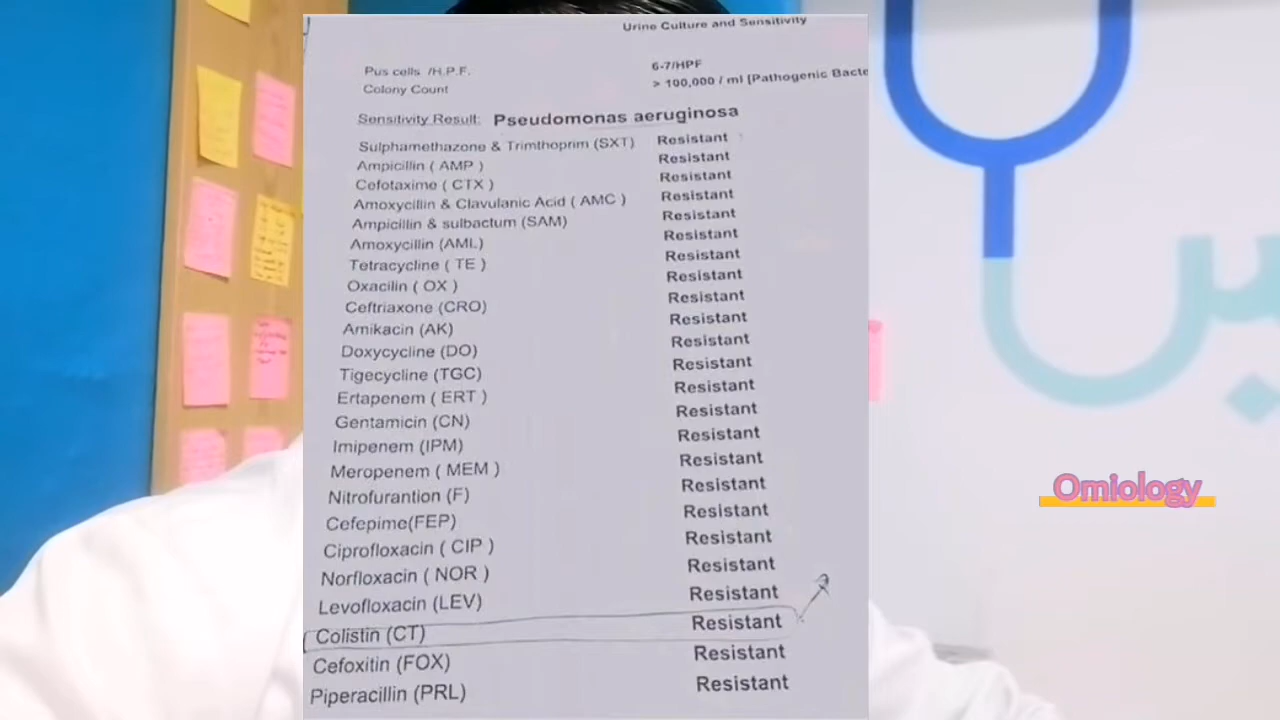 Urine Culture and Sensitivity
Pus cells /H.P.F. 6-7/HPF
Colony Count > 100,000 / ml [Pathogenic Bacte
Sensitivity Result: Pseudomonas aeruginosa
Sulphamethazone & Trimthoprim (SXT) Resistant
Ampicillin ( AMP ) Resistant
Cefotaxime ( CTX ) Resistant
Amoxycillin & Clavulanic Acid ( AMC ) Resistant
Ampicillin & sulbactum (SAM) Resistant
Amoxycillin (AML) Resistant
Tetracycline ( TE ) Resistant
Oxacilin ( OX ) Resistant
Ceftriaxone (CRO) Resistant
Amikacin (AK) Resistant
Doxycycline (DO) Resistant
Tigecycline (TGC) Resistant
Ertapenem ( ERT ) Resistant
Gentamicin (CN) Resistant
Imipenem (IPM) Resistant
Meropenem ( MEM ) Resistant
Nitrofurantion (F) Resistant
Cefepime(FEP) Resistant
Ciprofloxacin ( CIP ) Resistant
Norfloxacin ( NOR ) Resistant
Levofloxacin (LEV) Resistant
Colistin (CT) Resistant
Cefoxitin (FOX) Resistant
Piperacillin (PRL) Resistant
Omiology